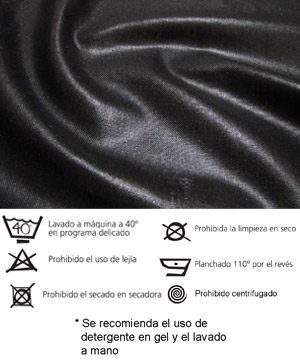 40°
Lavado a máquina a 40º
en programa delicado
Prohibida la limpieza en seco
Prohibido el uso de lejía
Planchado 110º por el revés
Prohibido el secado en secadora
Prohibido centrifugado
* Se recomienda el uso de
detergente en gel y el lavado
a mano